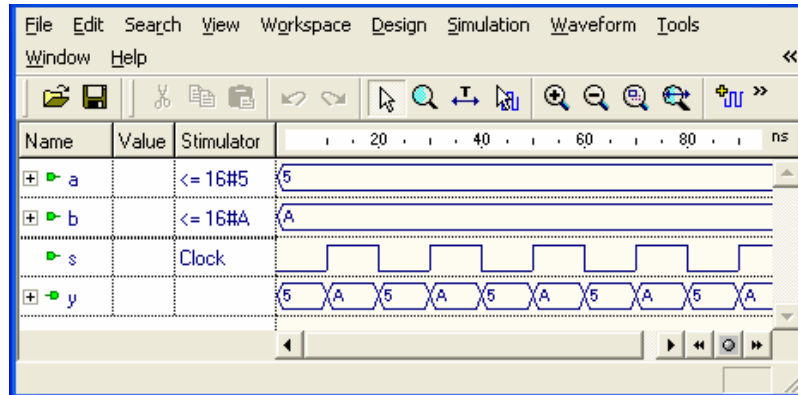 File Edit Search View Workspace Design Simulation Waveform Tools
Window Help
Name Value Stimulator 20 40 60 80 ns
a <= 16#5 5
b <= 16#A A
s Clock
y 5 A 5 A 5 A 5 A 5 A